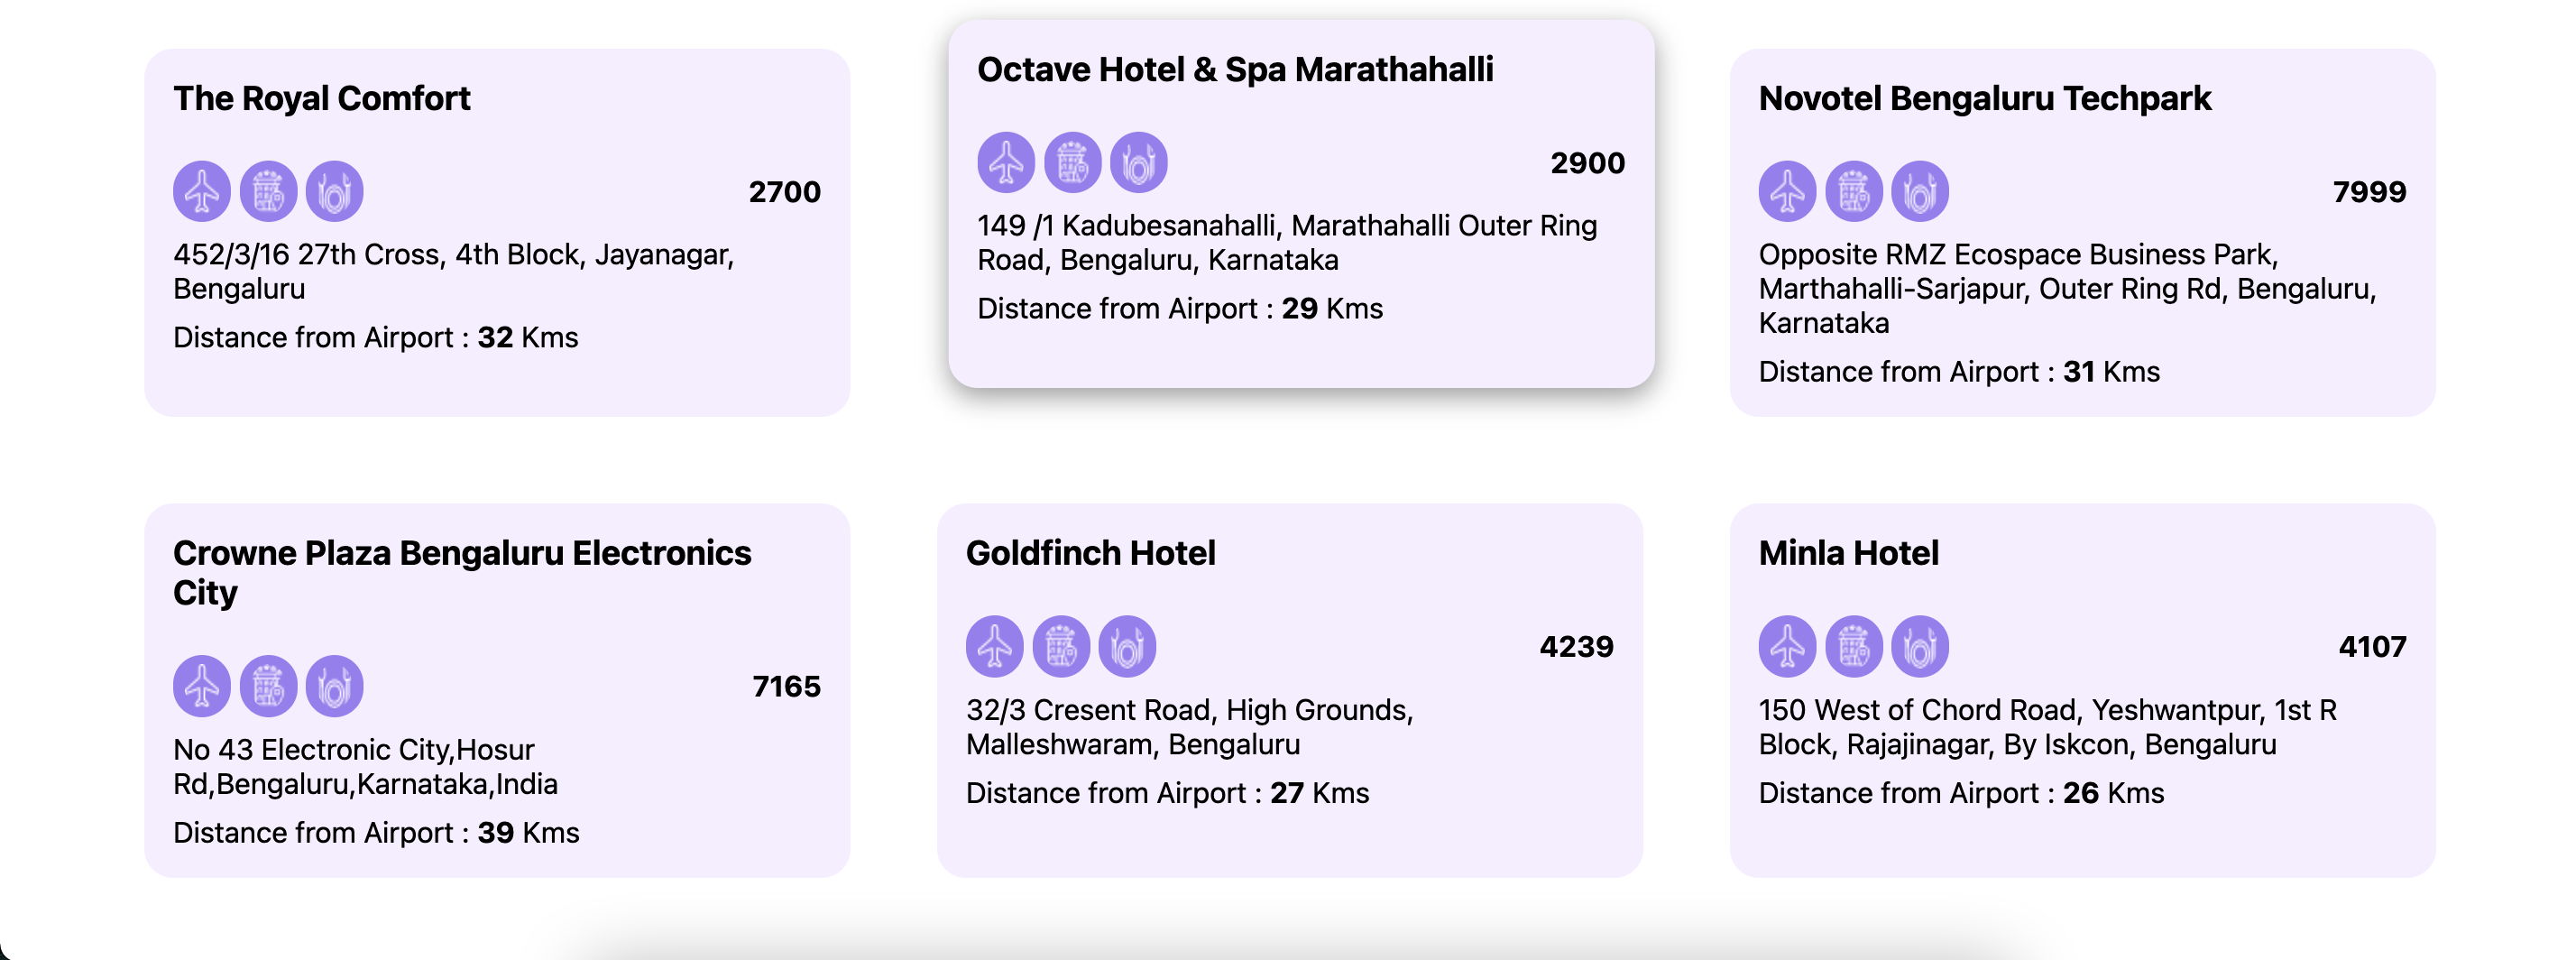 The Royal Comfort
2700
452/3/16 27th Cross, 4th Block, Jayanagar,
Bengaluru
Distance from Airport : 32 Kms
Octave Hotel & Spa Marathahalli
2900
149 /1 Kadubesanahalli, Marathahalli Outer Ring
Road, Bengaluru, Karnataka
Distance from Airport : 29 Kms
Novotel Bengaluru Techpark
7999
Opposite RMZ Ecospace Business Park,
Marthahalli-Sarjapur, Outer Ring Rd, Bengaluru,
Karnataka
Distance from Airport : 31 Kms
Crowne Plaza Bengaluru Electronics
City
7165
No 43 Electronic City,Hosur
Rd,Bengaluru,Karnataka,India
Distance from Airport : 39 Kms
Goldfinch Hotel
4239
32/3 Cresent Road, High Grounds,
Malleshwaram, Bengaluru
Distance from Airport : 27 Kms
Minla Hotel
4107
150 West of Chord Road, Yeshwantpur, 1st R
Block, Rajajinagar, By Iskcon, Bengaluru
Distance from Airport : 26 Kms